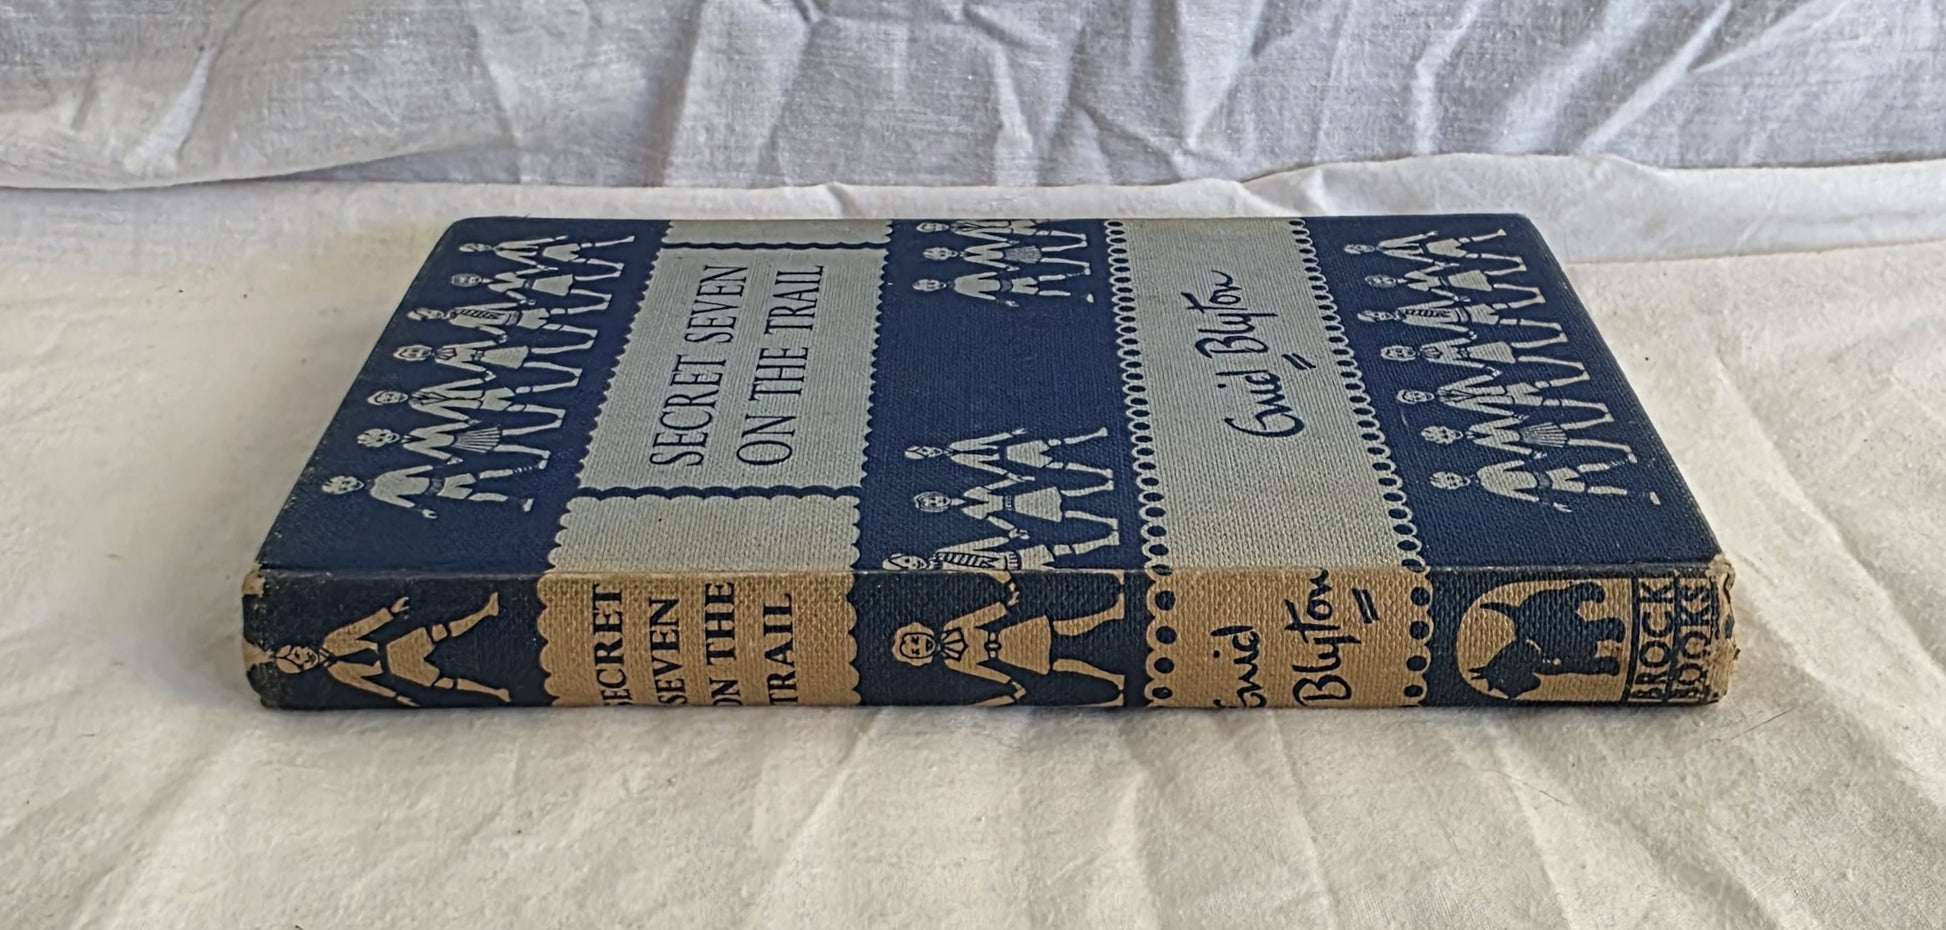 SECRET SEVEN
ON THE TRAIL
Enid Blyton
SECRET
SEVEN
ON THE
TRAIL
Enid
Blyton
BROCK
BOOKS